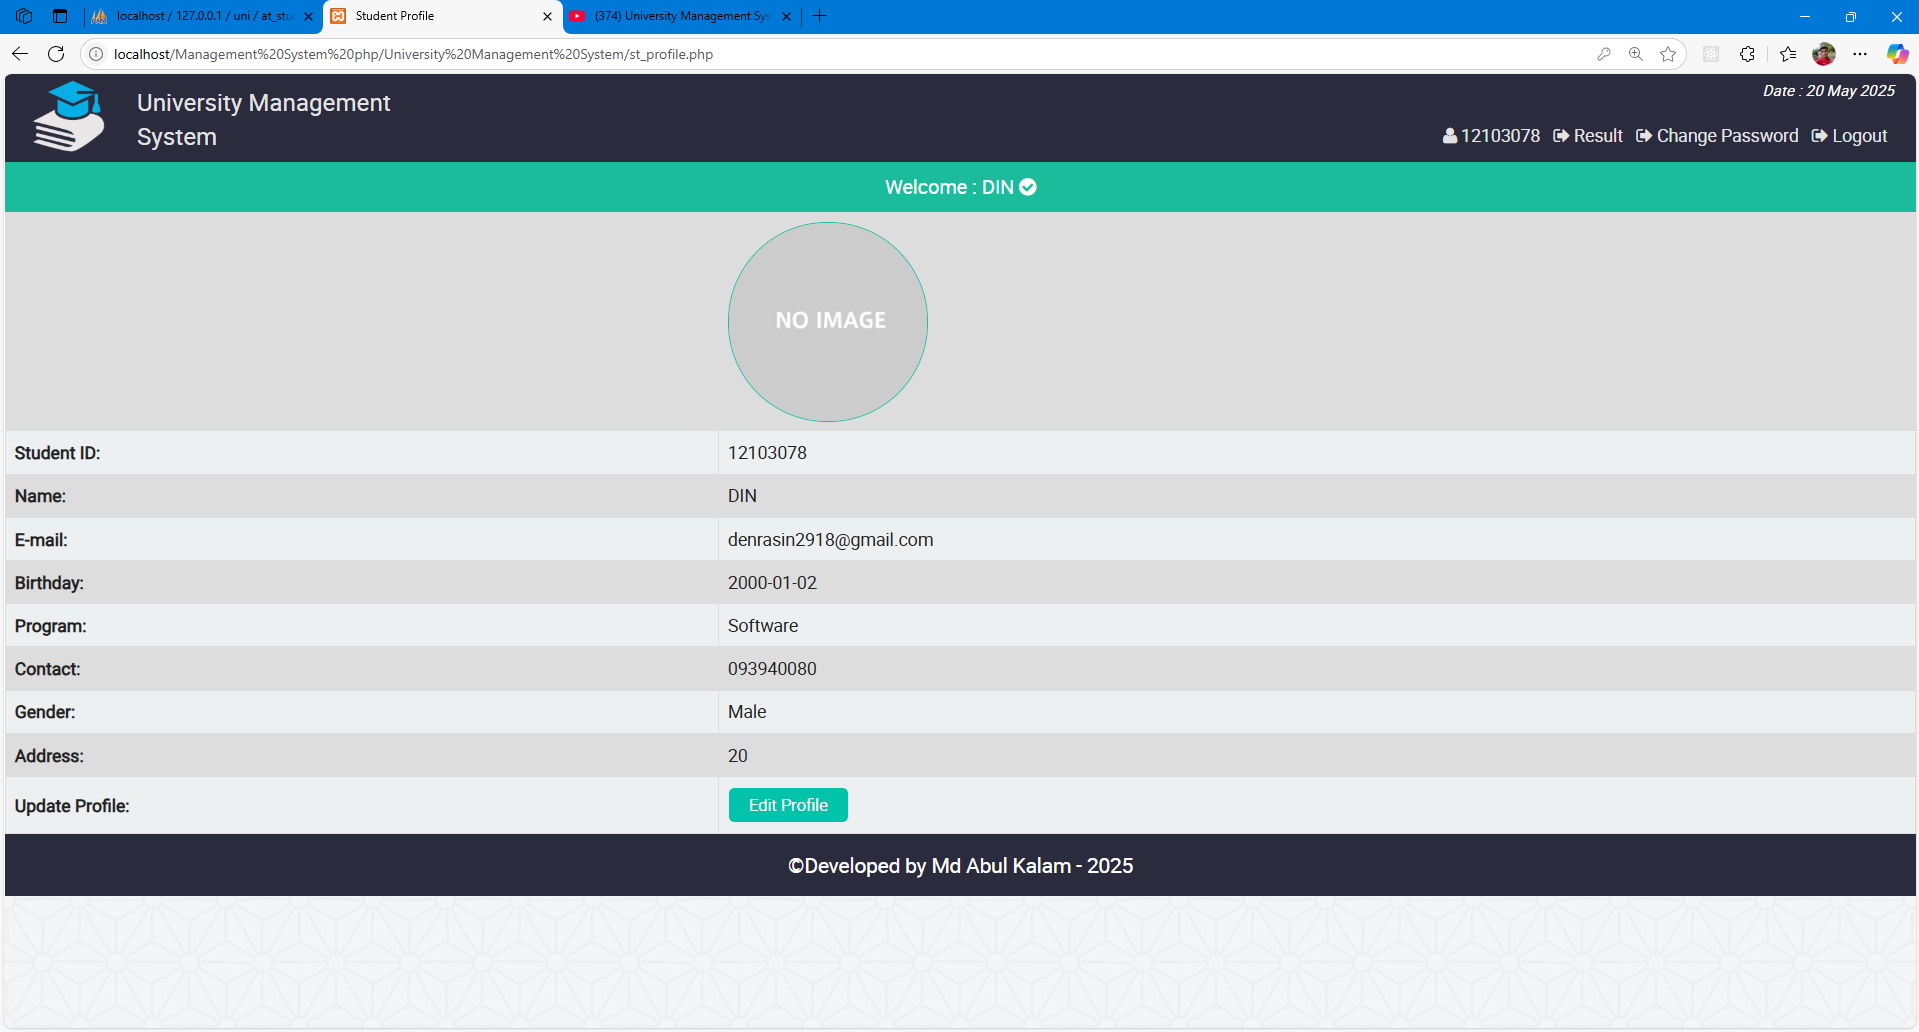 localhost / 127.0.0.1 / uni / at_stu
Student Profile
(374) University Management Sys
localhost/Management%20System%20php/University%20Management%20System/st_profile.php
University Management
System
Date : 20 May 2025
12103078 Result Change Password Logout
Welcome : DIN
NO IMAGE
Student ID: 12103078
Name: DIN
E-mail: denrasin2918@gmail.com
Birthday: 2000-01-02
Program: Software
Contact: 093940080
Gender: Male
Address: 20
Update Profile: Edit Profile
©Developed by Md Abul Kalam - 2025